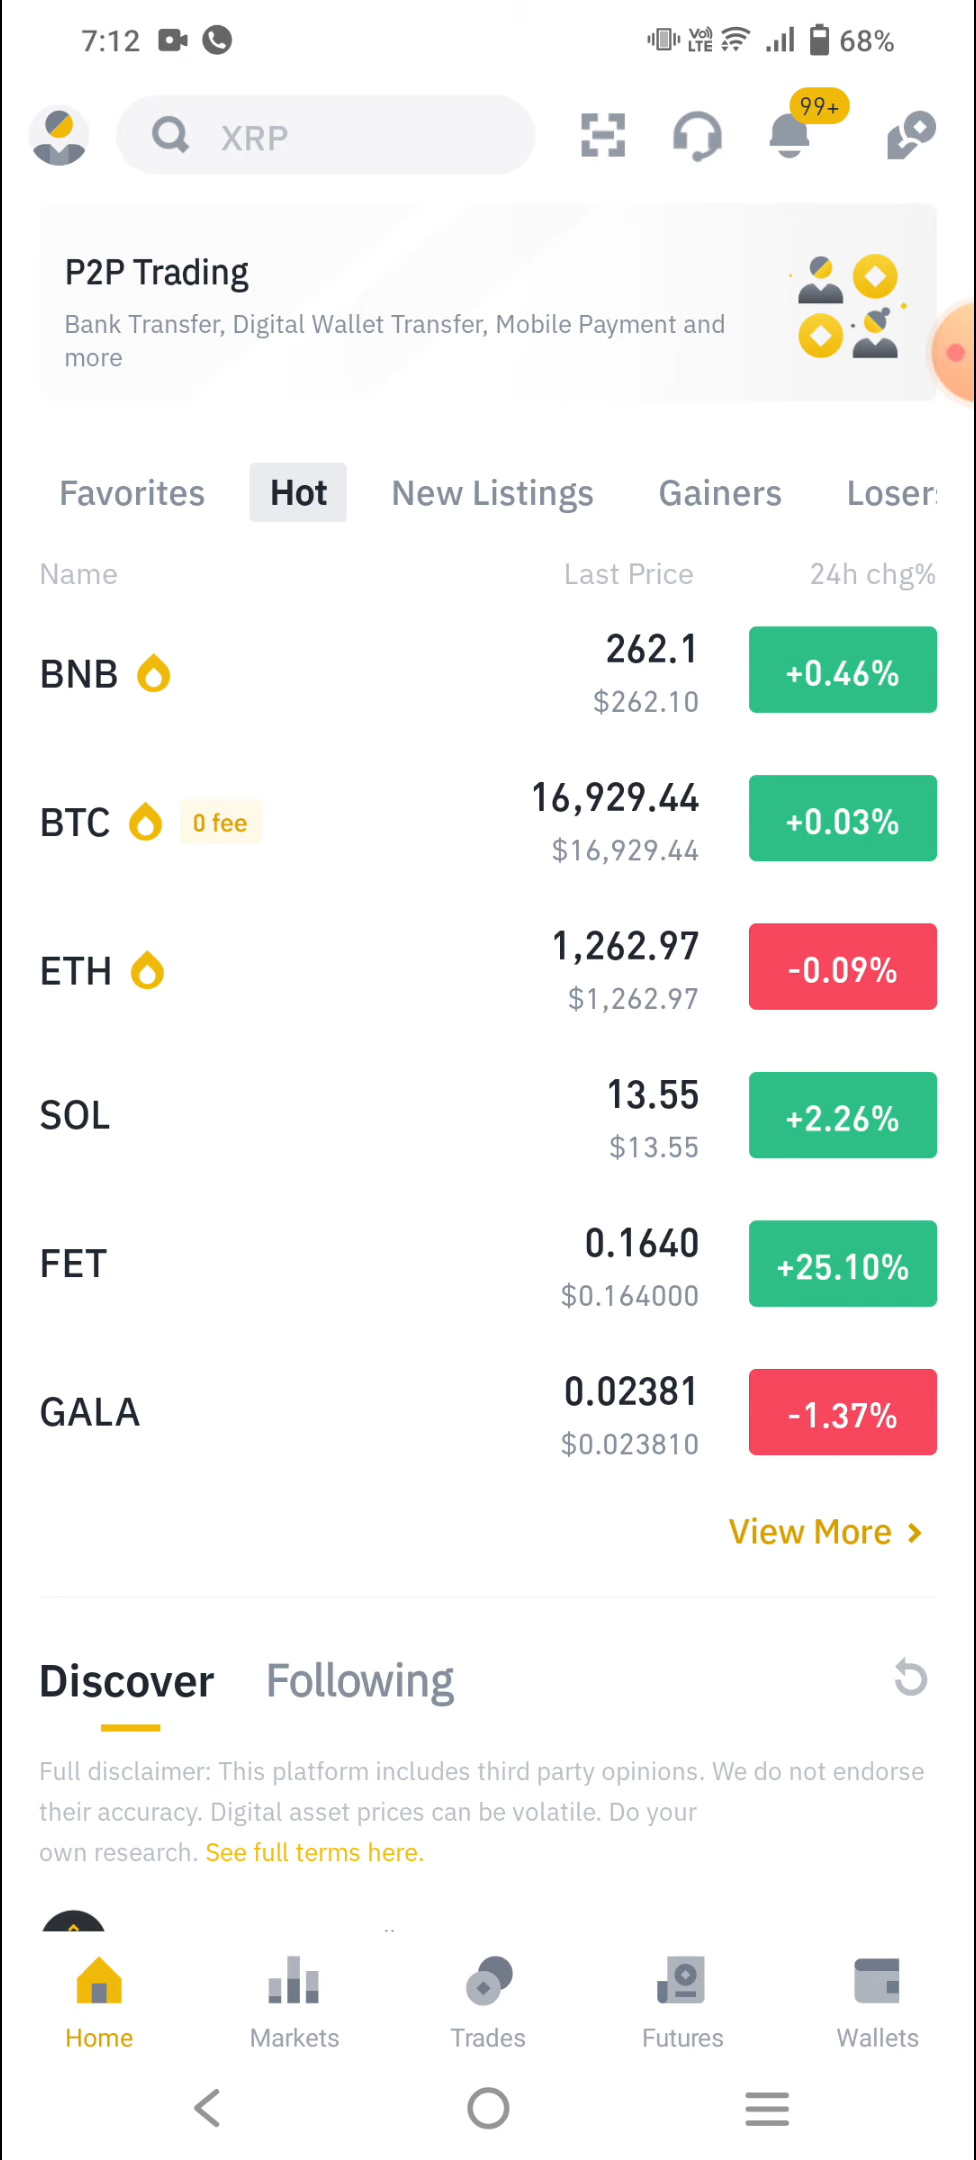 7:12
Vo)) LTE
68%
XRP
99+
P2P Trading
Bank Transfer, Digital Wallet Transfer, Mobile Payment and
more
Favorites Hot New Listings Gainers Losers
Name Last Price 24h chg%
BNB 262.1 +0.46%
$262.10
BTC 0 fee 16,929.44 +0.03%
$16,929.44
ETH 1,262.97 -0.09%
$1,262.97
SOL 13.55 +2.26%
$13.55
FET 0.1640 +25.10%
$0.164000
GALA 0.02381 -1.37%
$0.023810
View More
Discover Following
Full disclaimer: This platform includes third party opinions. We do not endorse
their accuracy. Digital asset prices can be volatile. Do your
own research. See full terms here.
Home Markets Trades Futures Wallets